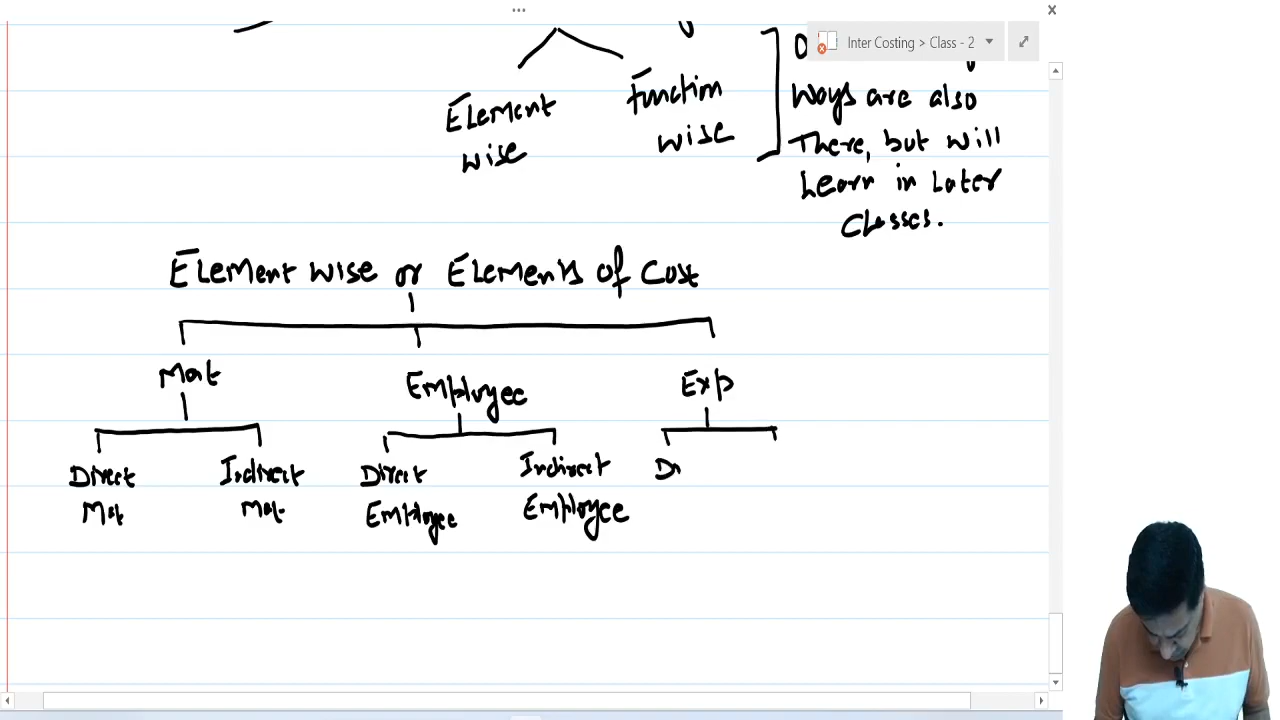 Inter Costing > Class - 2
Element
wise
Function
wise
Ways are also
There, but will
Learn in Later
Classes.
Element wise or Elements of Cost
Mat
Employee
Exp
Direct
Mat
Indirect
Mat
Direct
Employee
Indirect
Employee
Di